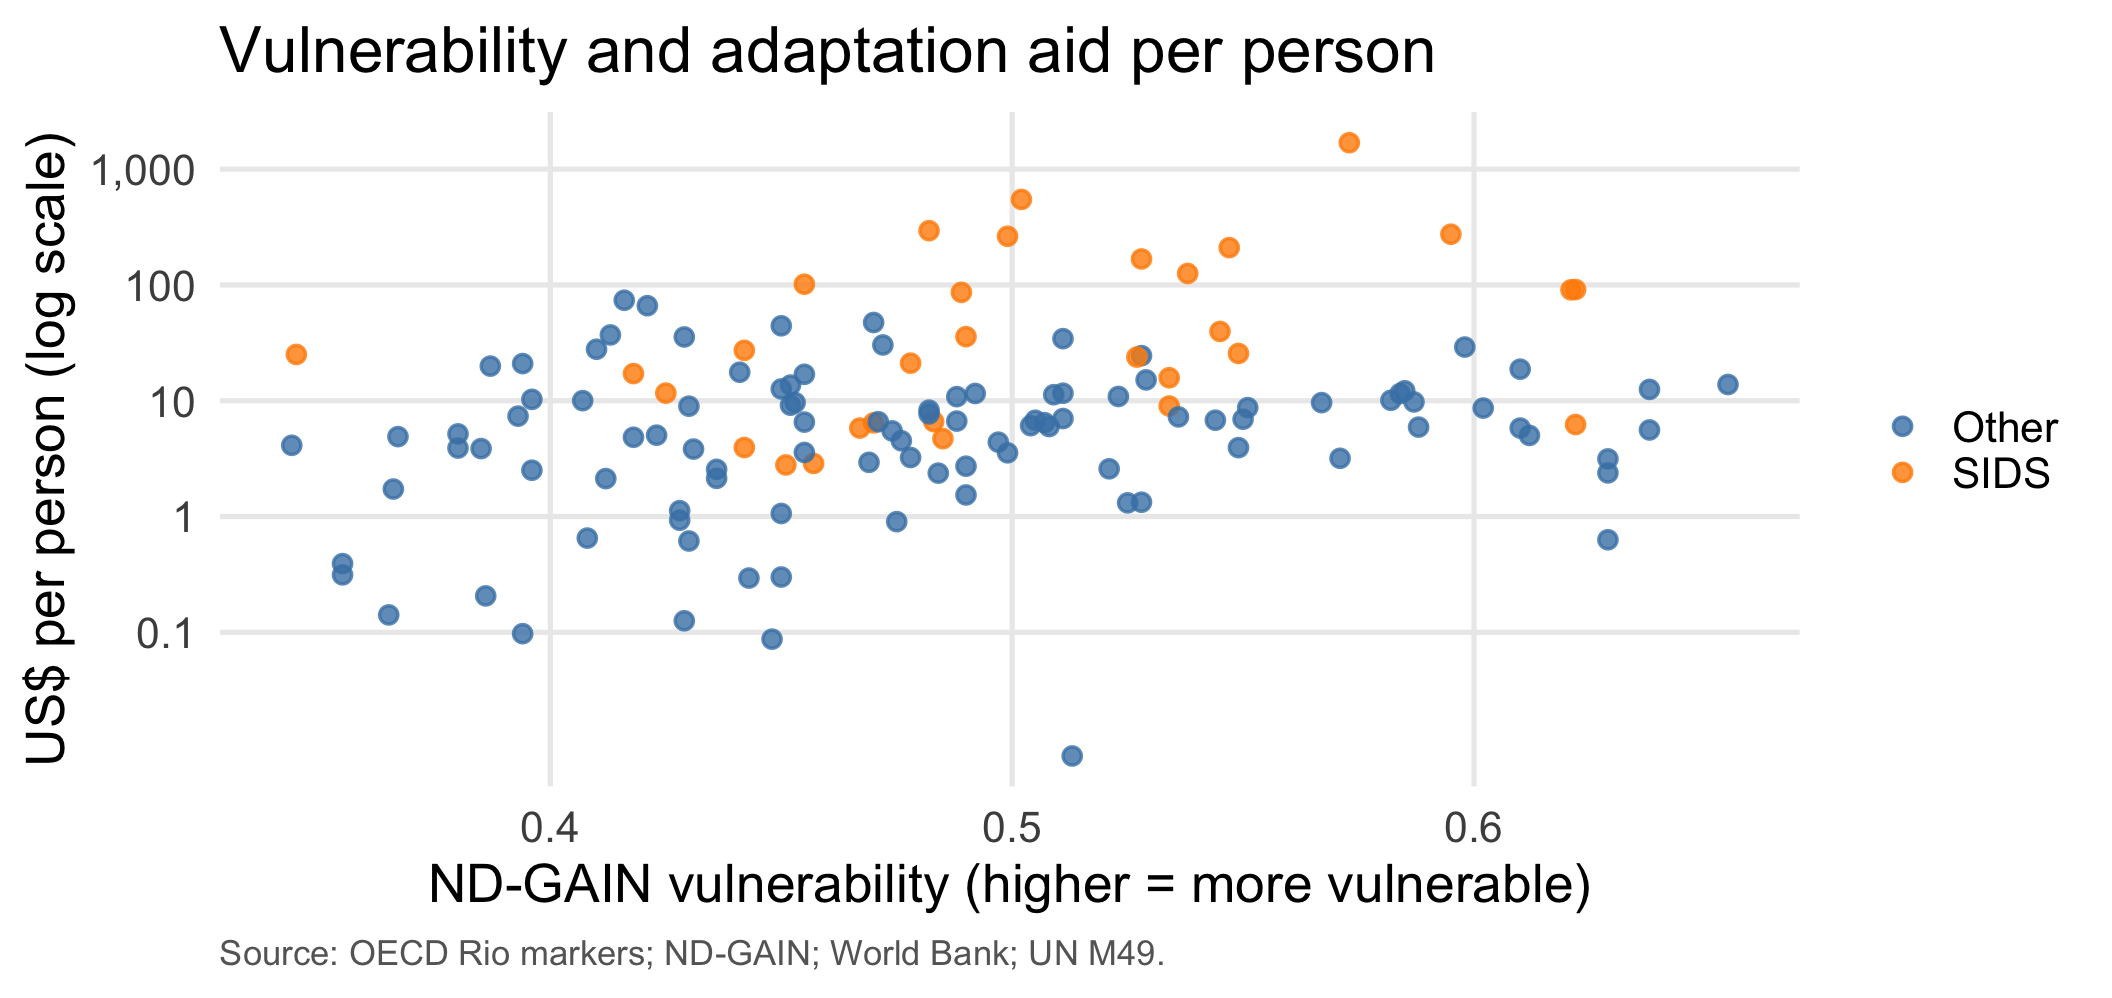 Vulnerability and adaptation aid per person
US$ per person (log scale)
1,000
100
10
1
0.1
0.4
0.5
0.6
ND-GAIN vulnerability (higher = more vulnerable)
Other
SIDS
Source: OECD Rio markers; ND-GAIN; World Bank; UN M49.